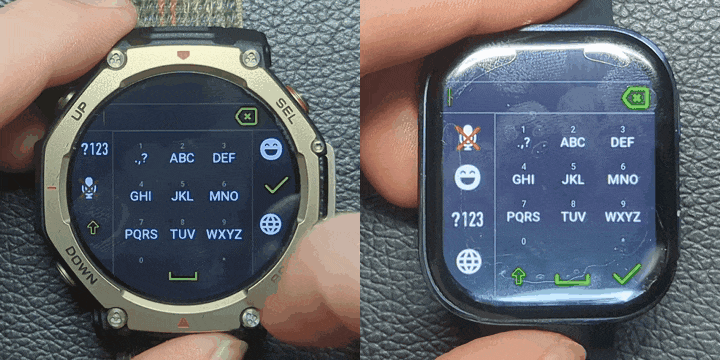 UP
SEL
DOWN
?123
1
.,?
2
ABC
3
DEF
4
GHI
5
JKL
6
MNO
7
PQRS
8
TUV
9
WXYZ
0
1
.,?
2
ABC
3
DEF
4
GHI
5
JKL
6
MNO
?123
7
PQRS
8
TUV
9
WXYZ
0
*